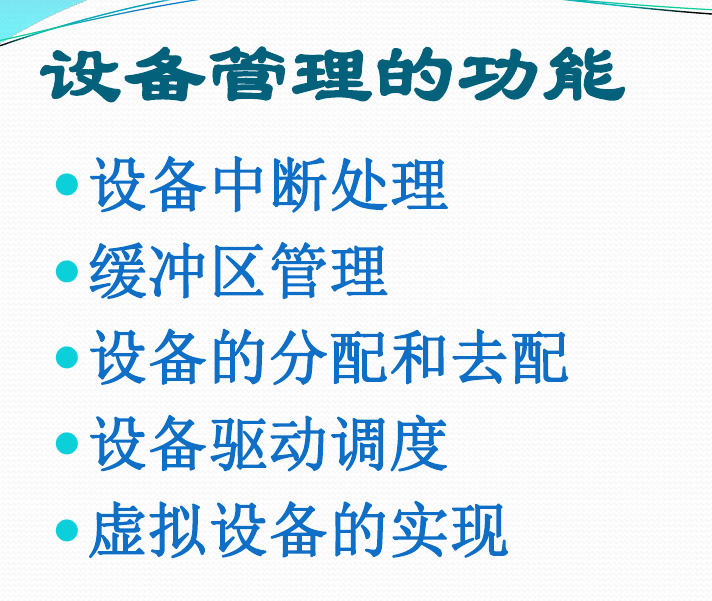 设备管理的功能
设备中断处理
缓冲区管理
设备的分配和去配
设备驱动调度
虚拟设备的实现